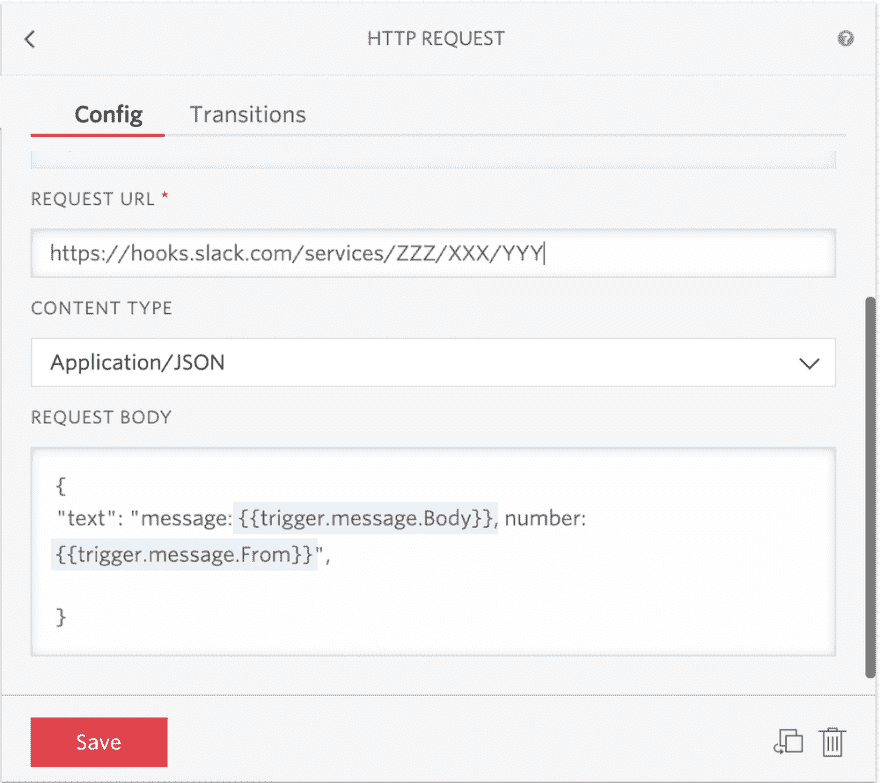 HTTP REQUEST
Config
Transitions
REQUEST URL *
https://hooks.slack.com/services/ZZZ/XXX/YYY
CONTENT TYPE
Application/JSON
REQUEST BODY
{
"text": "message: {{trigger.message.Body}}, number:
{{trigger.message.From}}",
}
Save